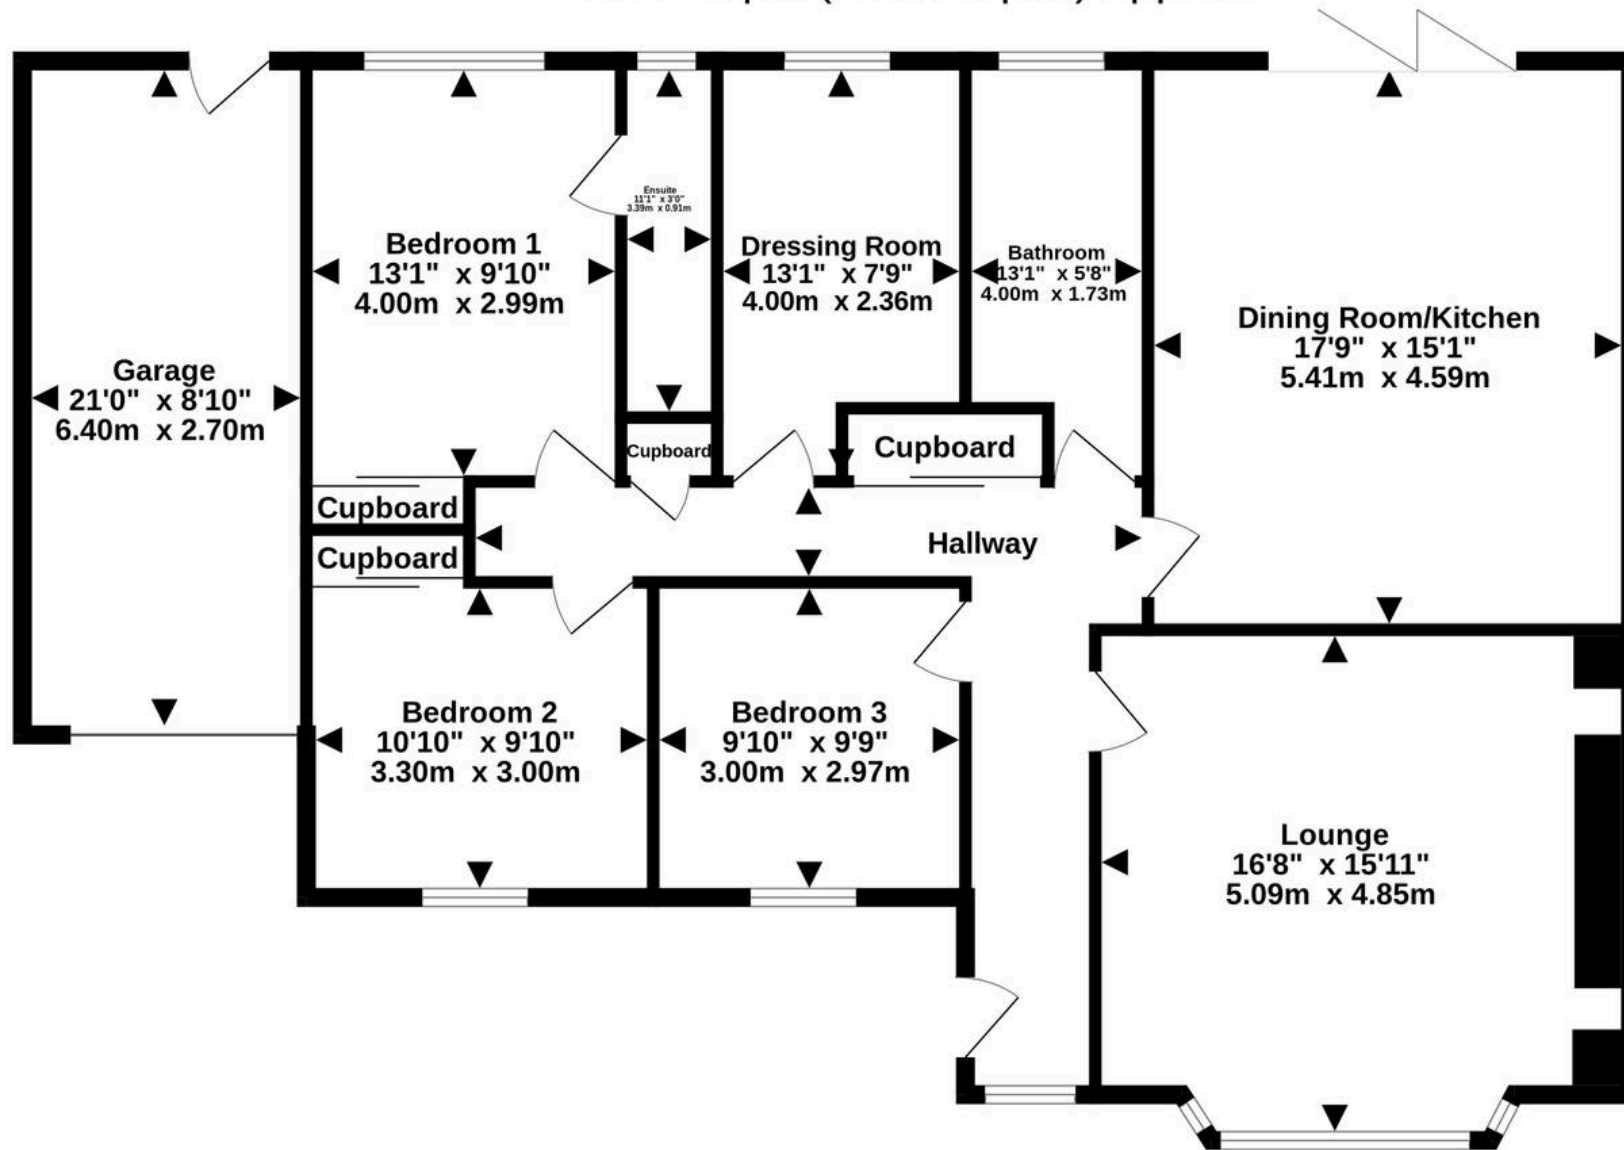 Ensuite
11'1" x 3'0"
3.39m x 0.91m
Bedroom 1
13'1" x 9'10"
4.00m x 2.99m
Dressing Room
13'1" x 7'9"
4.00m x 2.36m
Bathroom
13'1" x 5'8"
4.00m x 1.73m
Dining Room/Kitchen
17'9" x 15'1"
5.41m x 4.59m
Garage
21'0" x 8'10"
6.40m x 2.70m
Cupboard
Cupboard
Cupboard
Cupboard
Hallway
Bedroom 2
10'10" x 9'10"
3.30m x 3.00m
Bedroom 3
9'10" x 9'9"
3.00m x 2.97m
Lounge
16'8" x 15'11"
5.09m x 4.85m